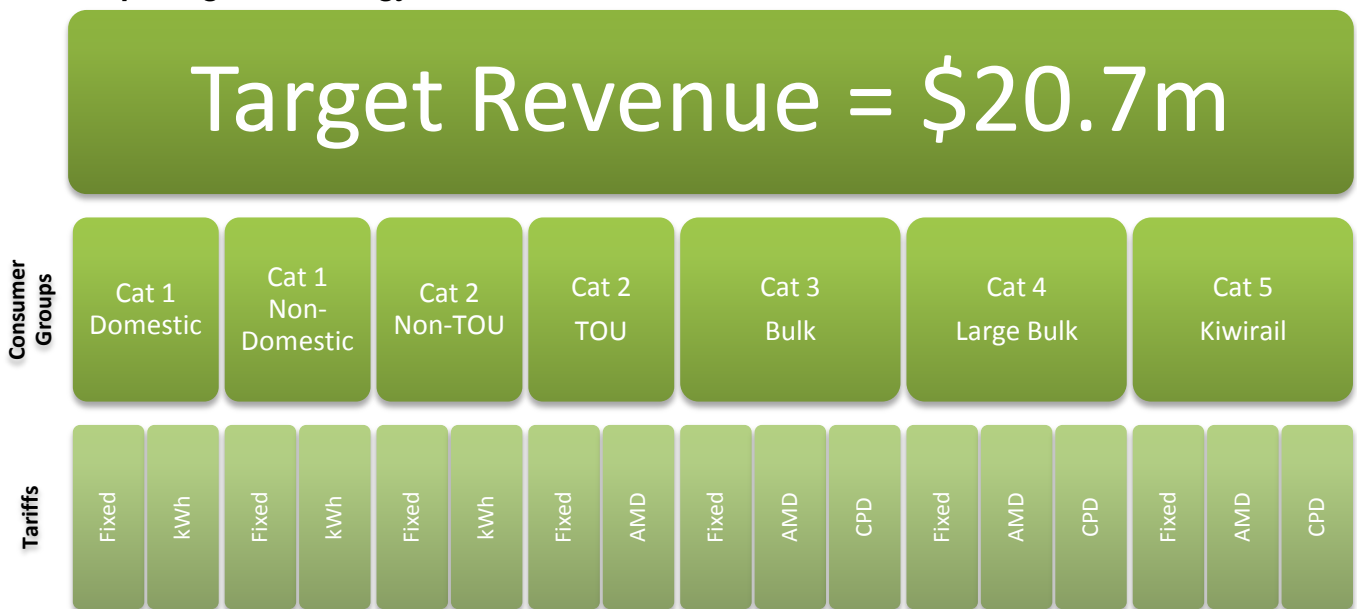 Target Revenue = $20.7m
Consumer
Groups
Cat 1
Domestic
Cat 1
Non-
Domestic
Cat 2
Non-TOU
Cat 2
TOU
Cat 3
Bulk
Cat 4
Large Bulk
Cat 5
Kiwirail
Tariffs
Fixed
kWh
Fixed
kWh
Fixed
kWh
Fixed
AMD
Fixed
AMD
CPD
Fixed
AMD
CPD
Fixed
AMD
CPD